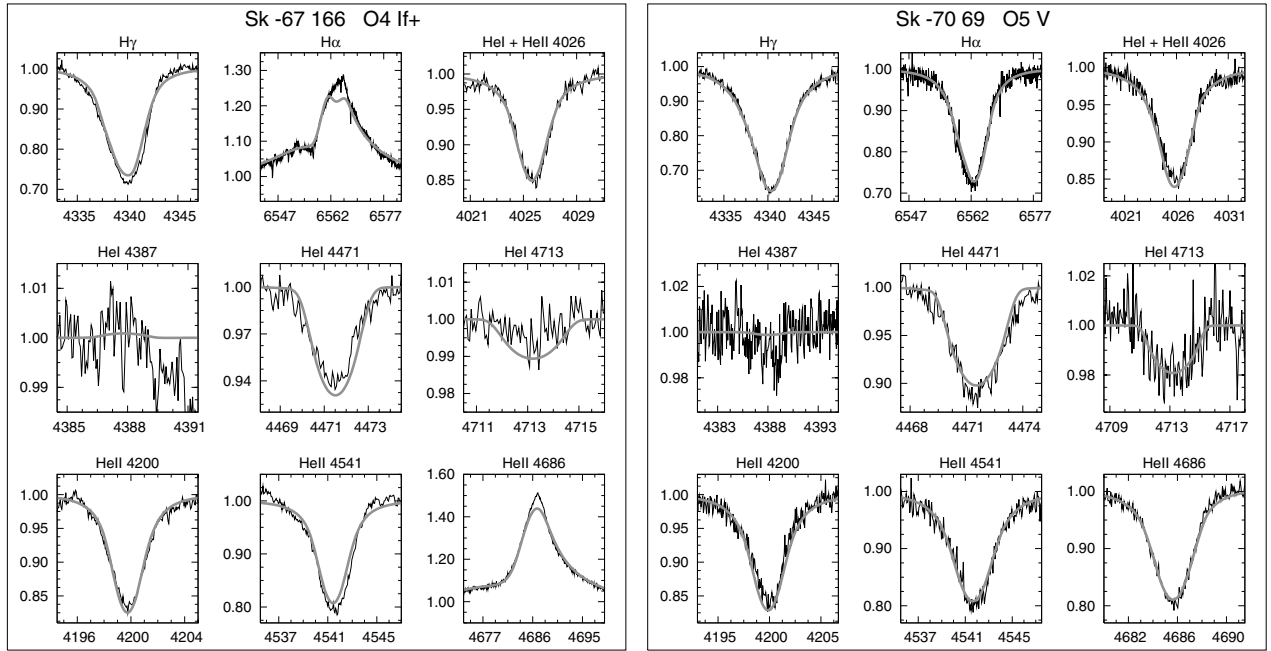 Sk -67 166 O4 If+
Hγ
1.00
0.90
0.80
0.70
4335 4340 4345
Hα
1.30
1.20
1.10
1.00
6547 6562 6577
HeI + HeII 4026
1.00
0.95
0.90
0.85
4021 4025 4029
HeI 4387
1.01
1.00
0.99
4385 4388 4391
HeI 4471
1.00
0.97
0.94
4469 4471 4473
HeI 4713
1.01
1.00
0.99
0.98
4711 4713 4715
HeII 4200
1.00
0.95
0.90
0.85
4196 4200 4204
HeII 4541
1.00
0.90
0.80
4537 4541 4545
HeII 4686
1.60
1.40
1.20
1.00
4677 4686 4695
Sk -70 69 O5 V
Hγ
1.00
0.90
0.80
0.70
4335 4340 4345
Hα
1.00
0.90
0.80
0.70
6547 6562 6577
HeI + HeII 4026
1.00
0.95
0.90
0.85
4021 4026 4031
HeI 4387
1.02
1.00
0.98
4383 4388 4393
HeI 4471
1.00
0.95
0.90
4468 4471 4474
HeI 4713
1.02
1.00
0.98
4709 4713 4717
HeII 4200
1.00
0.95
0.90
0.85
4195 4200 4205
HeII 4541
1.00
0.90
0.80
4537 4541 4545
HeII 4686
1.00
0.90
0.80
4682 4686 4690